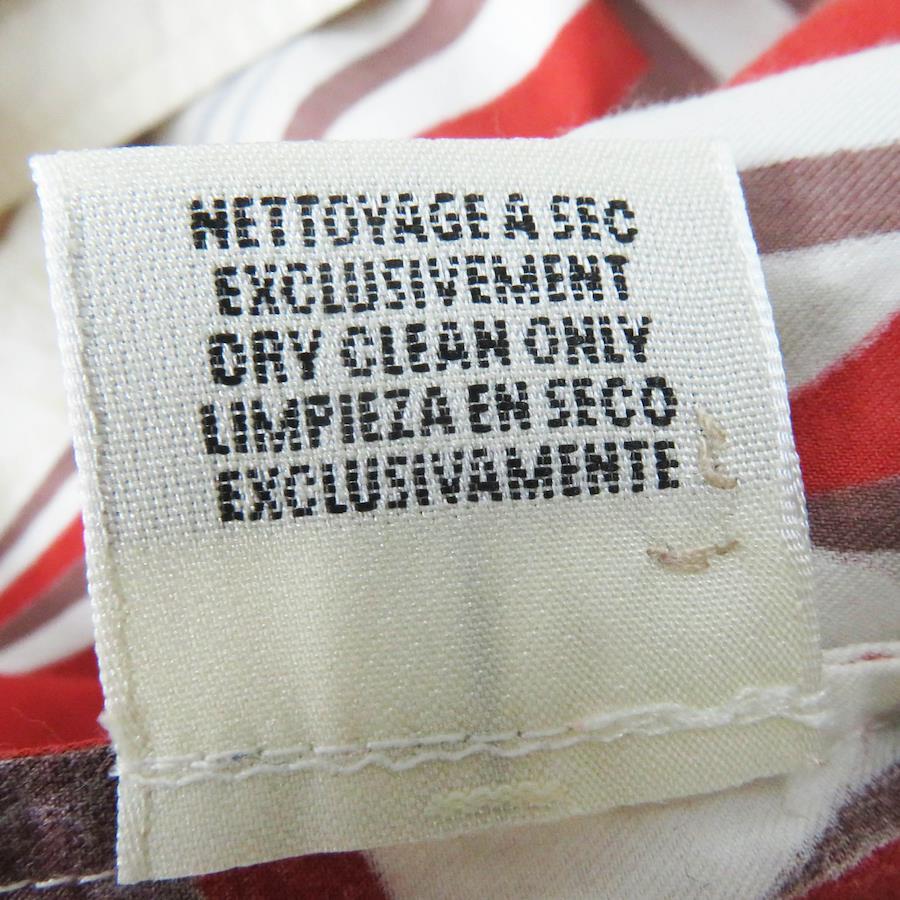 NETTOYAGE A SEC
EXCLUSIVEMENT
DRY CLEAN ONLY
LIMPIEZA EN SECO
EXCLUSIVAMENTE